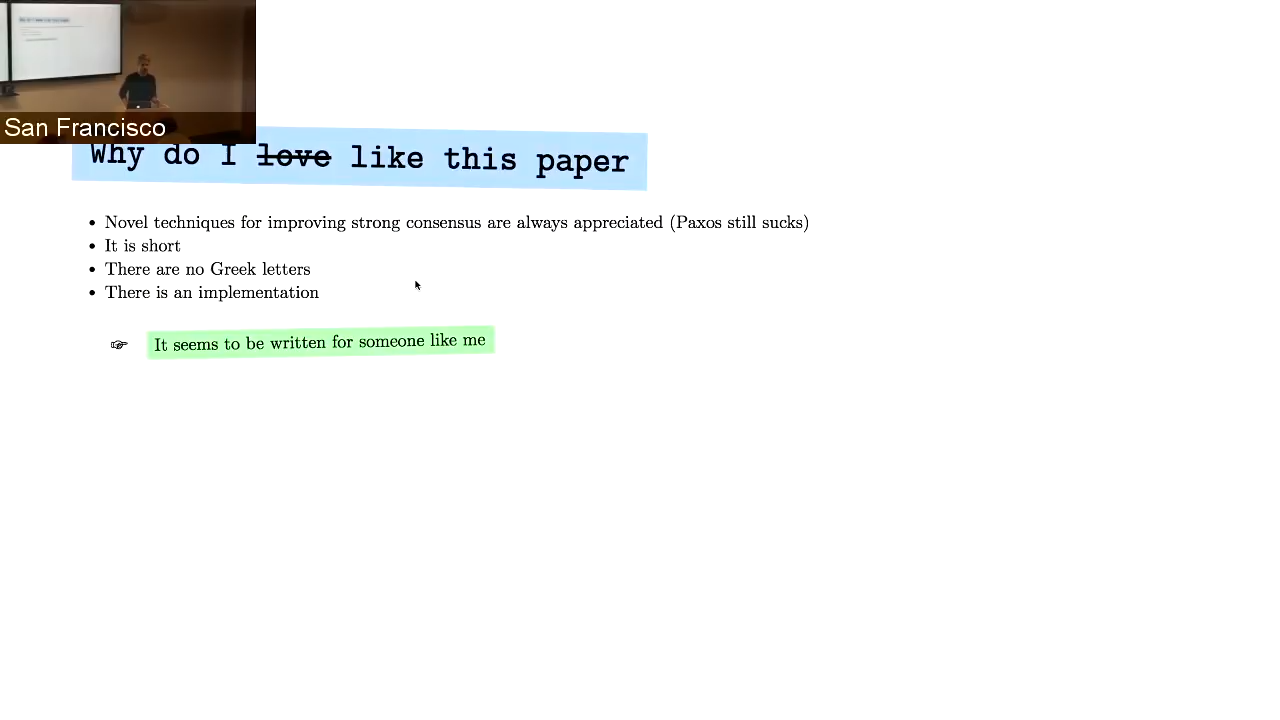 San Francisco
Why do I love like this paper
• Novel techniques for improving strong consensus are always appreciated (Paxos still sucks)
• It is short
• There are no Greek letters
• There is an implementation
☞ It seems to be written for someone like me